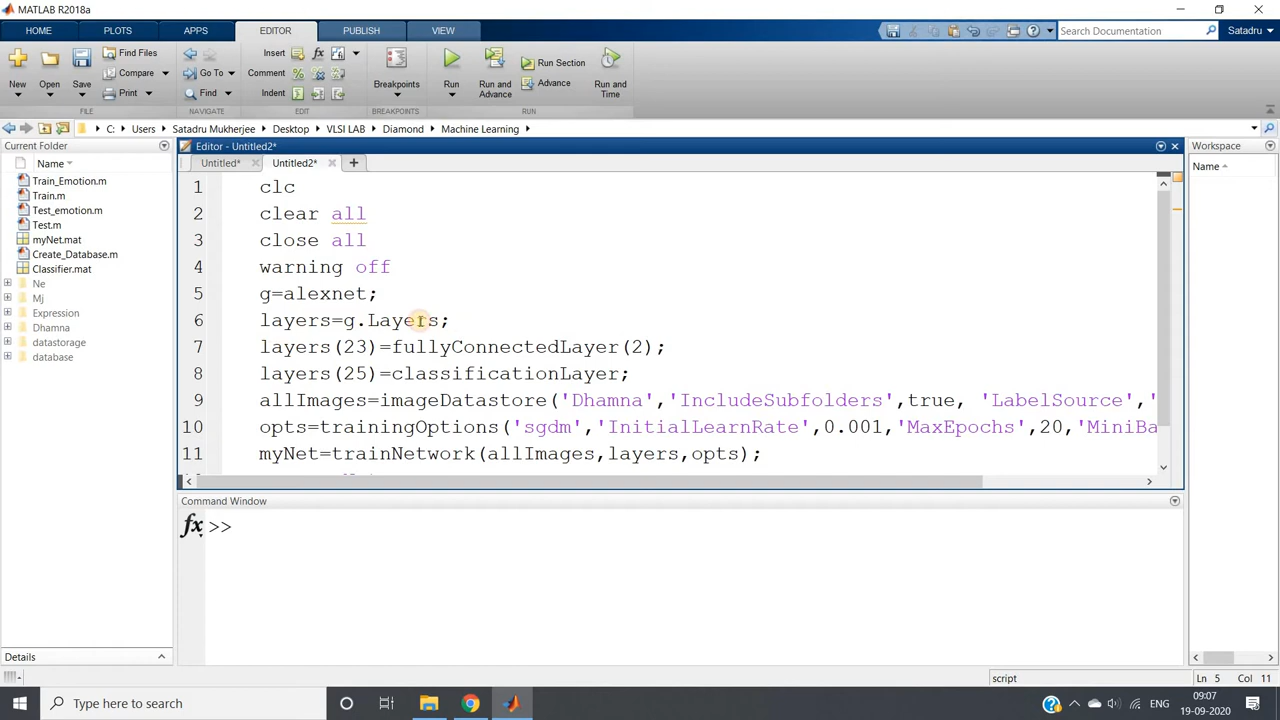 MATLAB R2018a
HOME PLOTS APPS EDITOR PUBLISH VIEW Search Documentation Satadru
New Open Save Find Files Compare Print Go To Find Insert Comment Indent Breakpoints Run Run and Advance Run Section Advance Run and Time
FILE NAVIGATE EDIT BREAKPOINTS RUN
C: Users Satadru Mukherjee Desktop VLSI LAB Diamond Machine Learning
Current Folder
Name
Train_Emotion.m
Train.m
Test_emotion.m
Test.m
myNet.mat
Create_Database.m
Classifier.mat
Ne
Mj
Expression
Dhamna
datastorage
database
Details
Editor - Untitled2*
Untitled* Untitled2*
1 clc
2 clear all
3 close all
4 warning off
5 g=alexnet;
6 layers=g.Layers;
7 layers(23)=fullyConnectedLayer(2);
8 layers(25)=classificationLayer;
9 allImages=imageDatastore('Dhamna','IncludeSubfolders',true, 'LabelSource','
10 opts=trainingOptions('sgdm','InitialLearnRate',0.001,'MaxEpochs',20,'MiniBa
11 myNet=trainNetwork(allImages,layers,opts);
Command Window
fx >>
Workspace
Name
script Ln 5 Col 11
Type here to search
ENG 09:07
19-09-2020